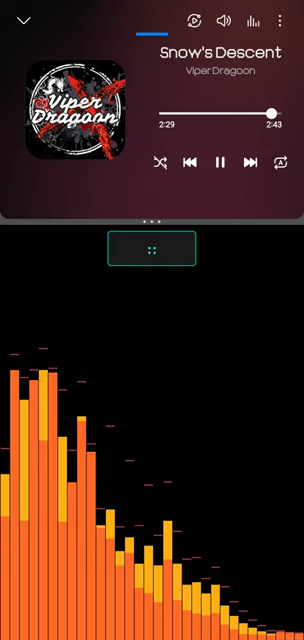 Snow's Descent
Viper Dragoon
Viper
Dragoon
2:29
2:43
A